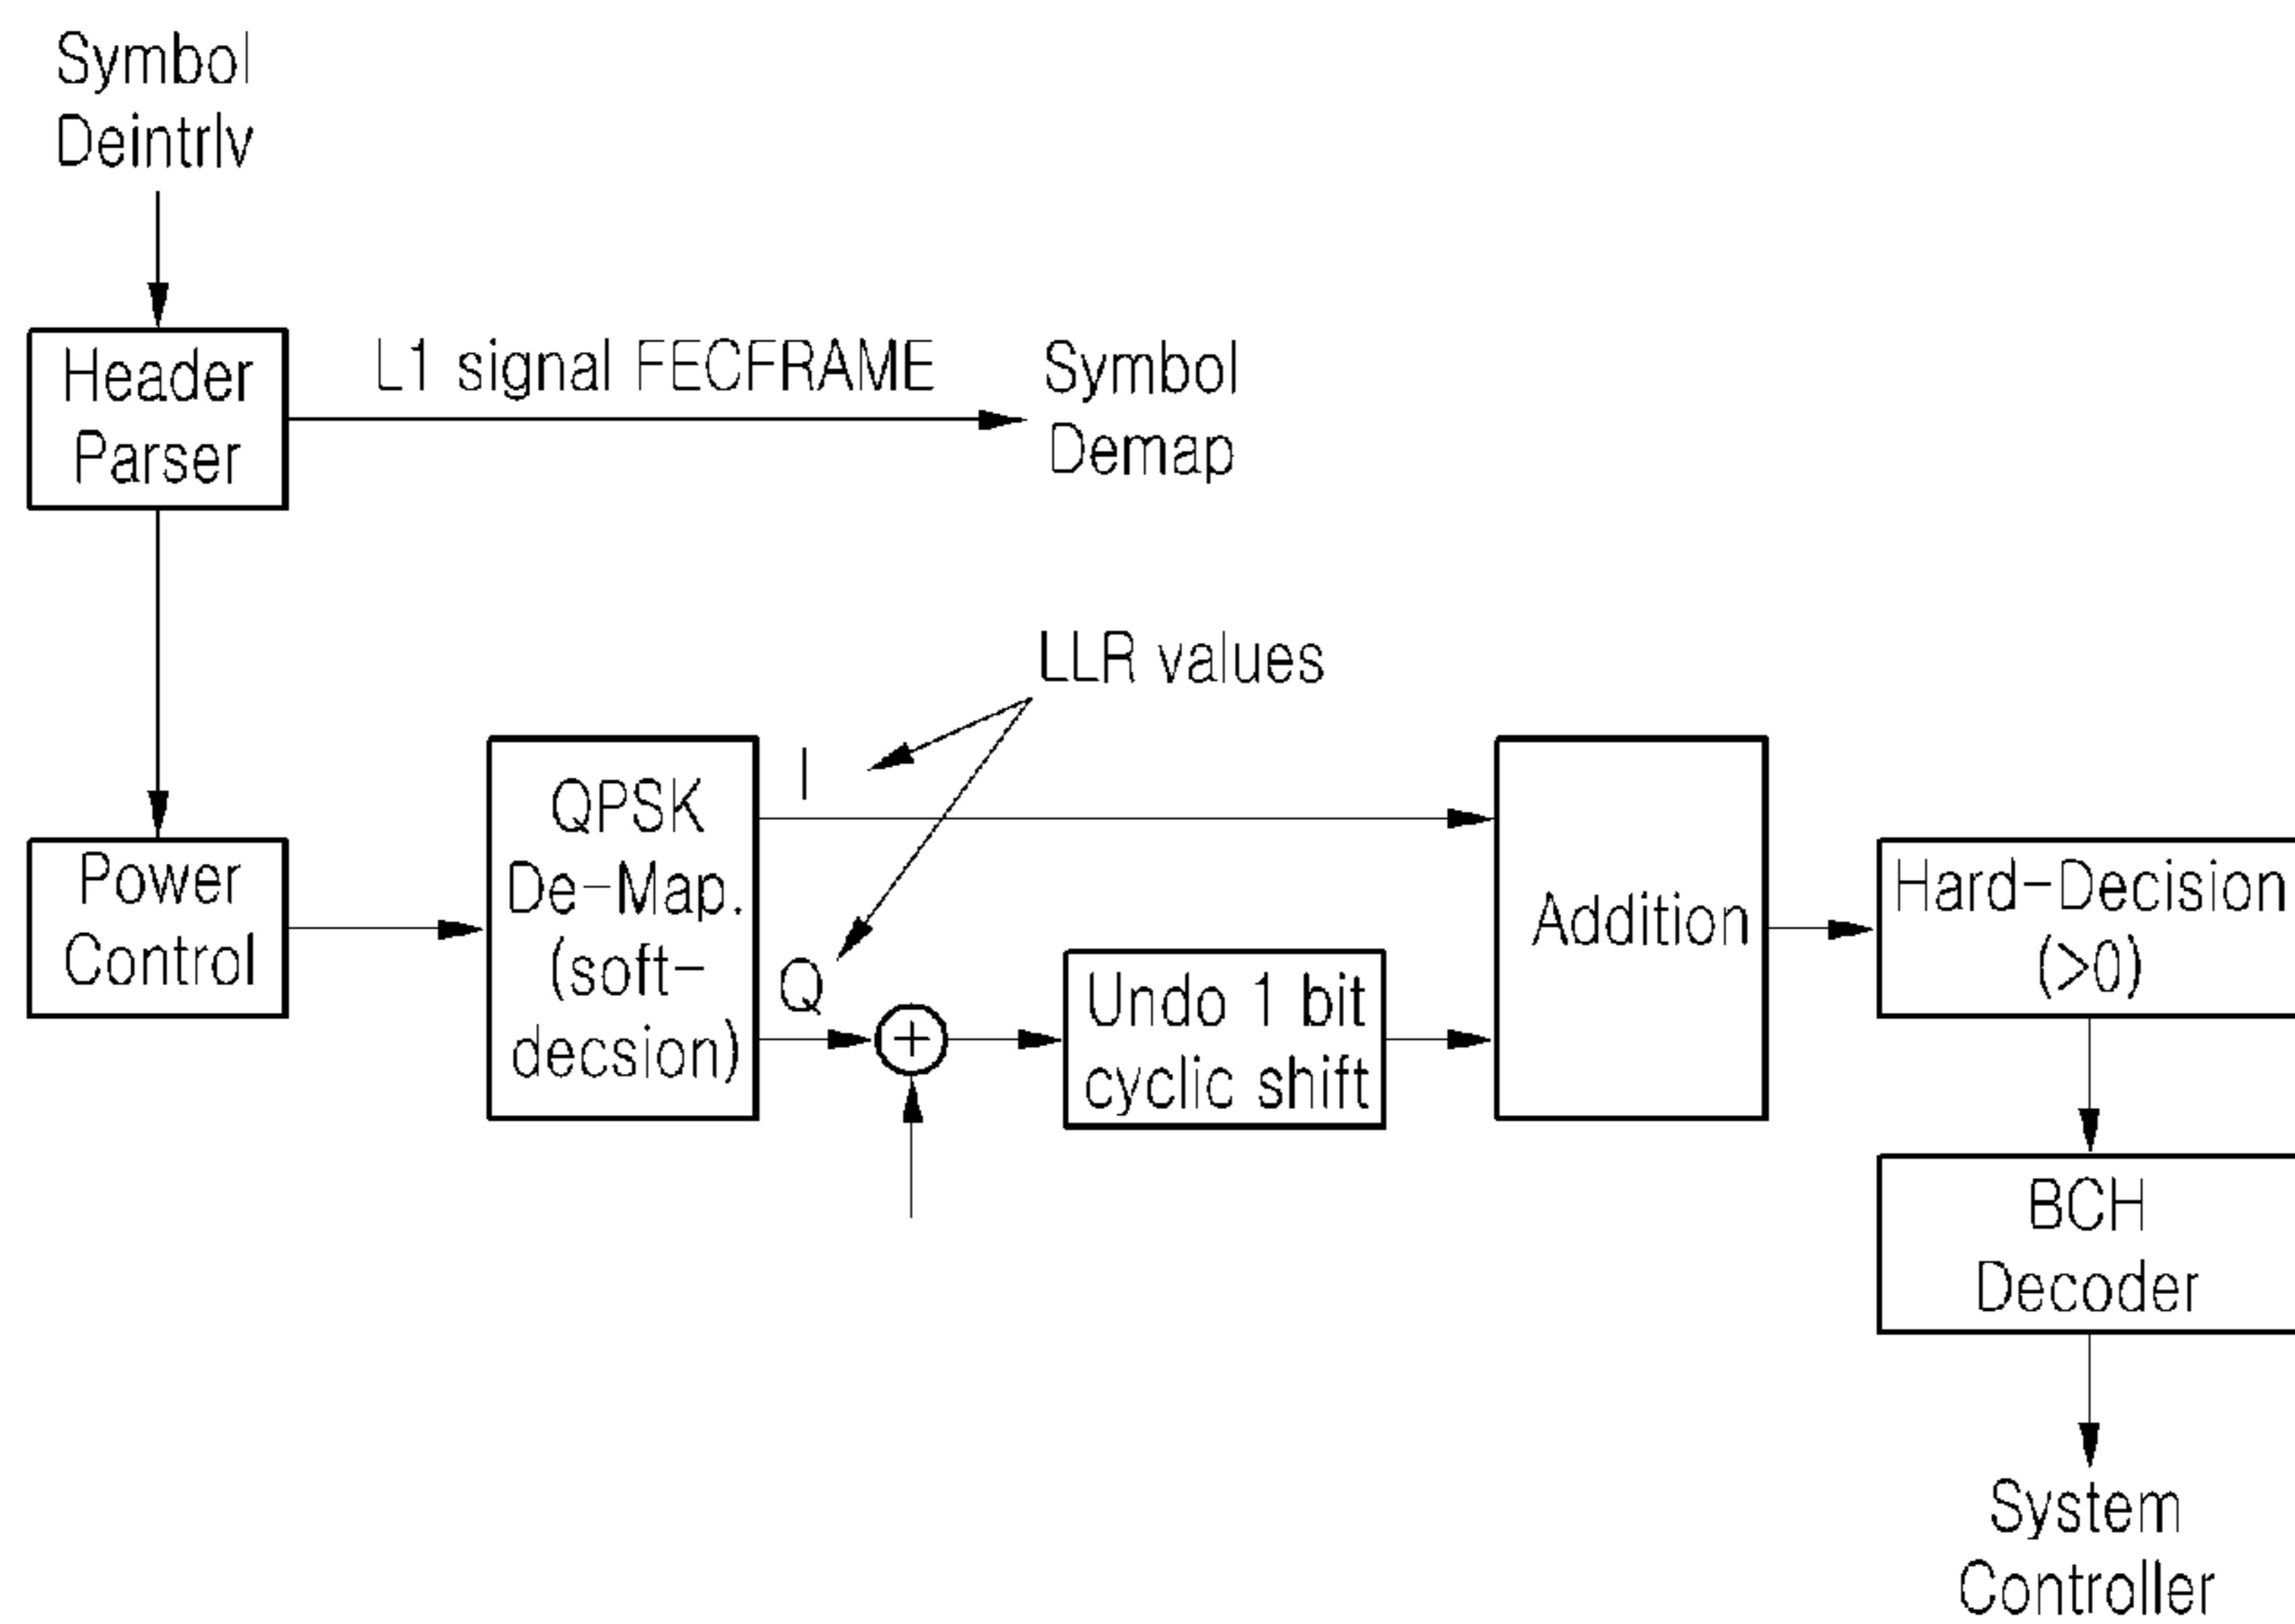 Symbol
Deintrlv
Header
Parser
L1 signal FECFRAME
Symbol
Demap
LLR values
Power
Control
QPSK
De-Map.
(soft-
decsion)
I
Q
+
Undo 1 bit
cyclic shift
Addition
Hard-Decision
(>0)
BCH
Decoder
System
Controller